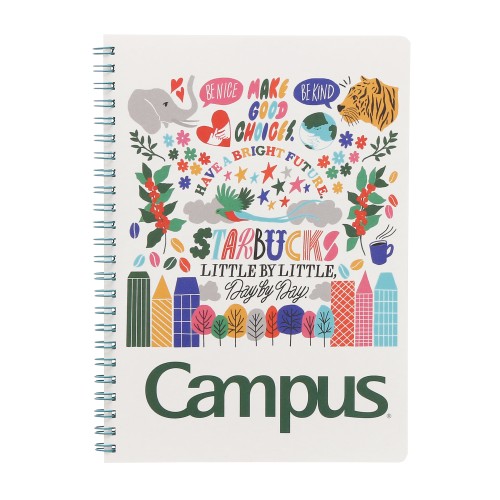 BE NICE
MAKE
GOOD
CHOICES.
BE KIND
HAVE A BRIGHT FUTURE.
STARBUCKS
LITTLE BY LITTLE,
Day by Day.
Campus®